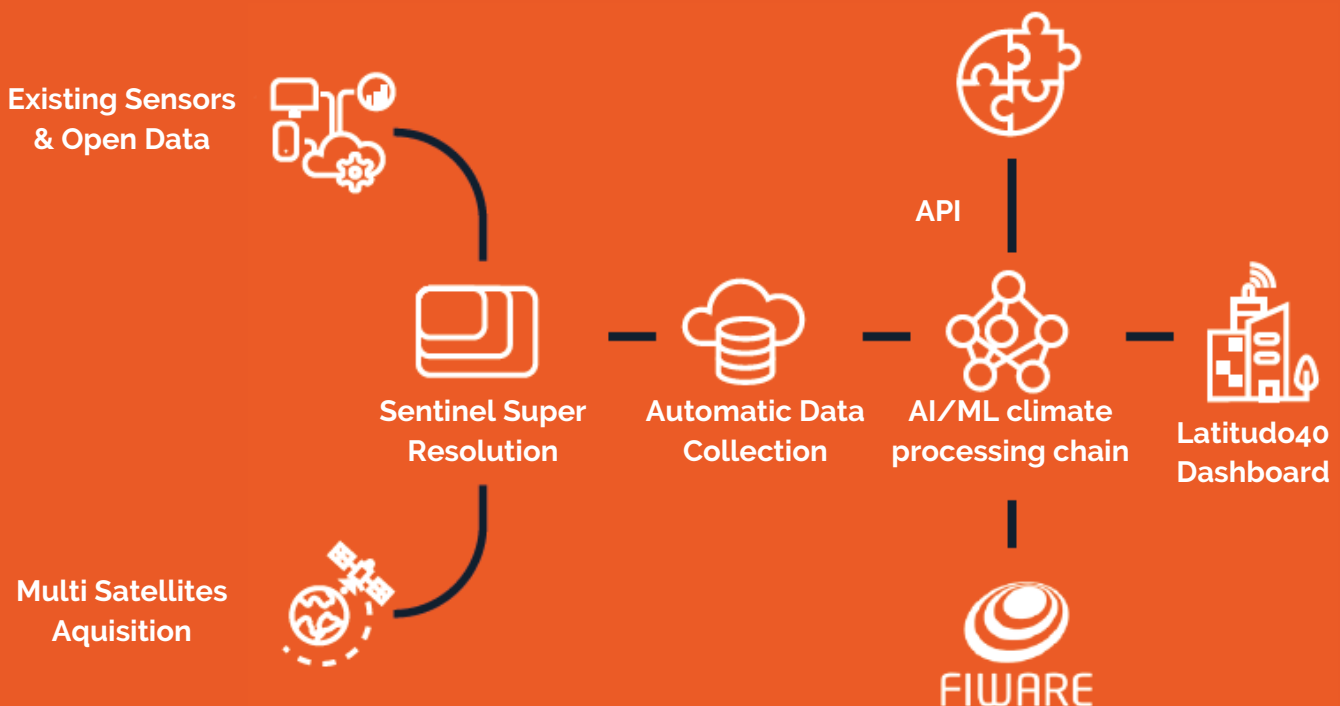 Existing Sensors
& Open Data
API
Sentinel Super
Resolution
Automatic Data
Collection
AI/ML climate
processing chain
Latitudo40
Dashboard
Multi Satellites
Aquisition
FIWARE